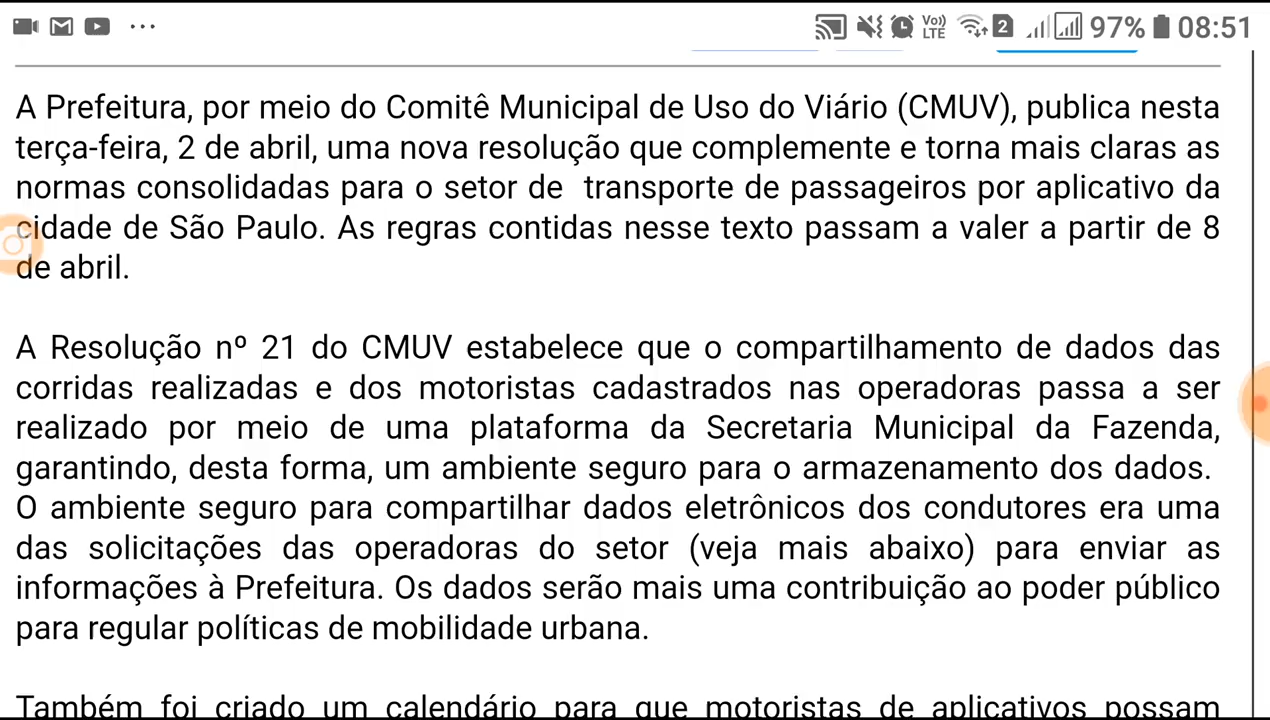 Vo)) LTE 2 97% 08:51
A Prefeitura, por meio do Comitê Municipal de Uso do Viário (CMUV), publica nesta
terça-feira, 2 de abril, uma nova resolução que complemente e torna mais claras as
normas consolidadas para o setor de transporte de passageiros por aplicativo da
cidade de São Paulo. As regras contidas nesse texto passam a valer a partir de 8
de abril.
A Resolução nº 21 do CMUV estabelece que o compartilhamento de dados das
corridas realizadas e dos motoristas cadastrados nas operadoras passa a ser
realizado por meio de uma plataforma da Secretaria Municipal da Fazenda,
garantindo, desta forma, um ambiente seguro para o armazenamento dos dados.
O ambiente seguro para compartilhar dados eletrônicos dos condutores era uma
das solicitações das operadoras do setor (veja mais abaixo) para enviar as
informações à Prefeitura. Os dados serão mais uma contribuição ao poder público
para regular políticas de mobilidade urbana.
Também foi criado um calendário para que motoristas de aplicativos possam